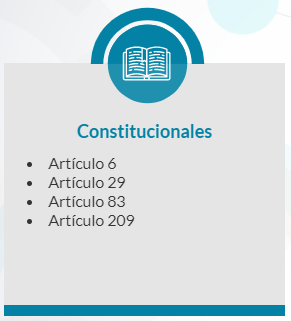 Constitucionales
• Artículo 6
• Artículo 29
• Artículo 83
• Artículo 209